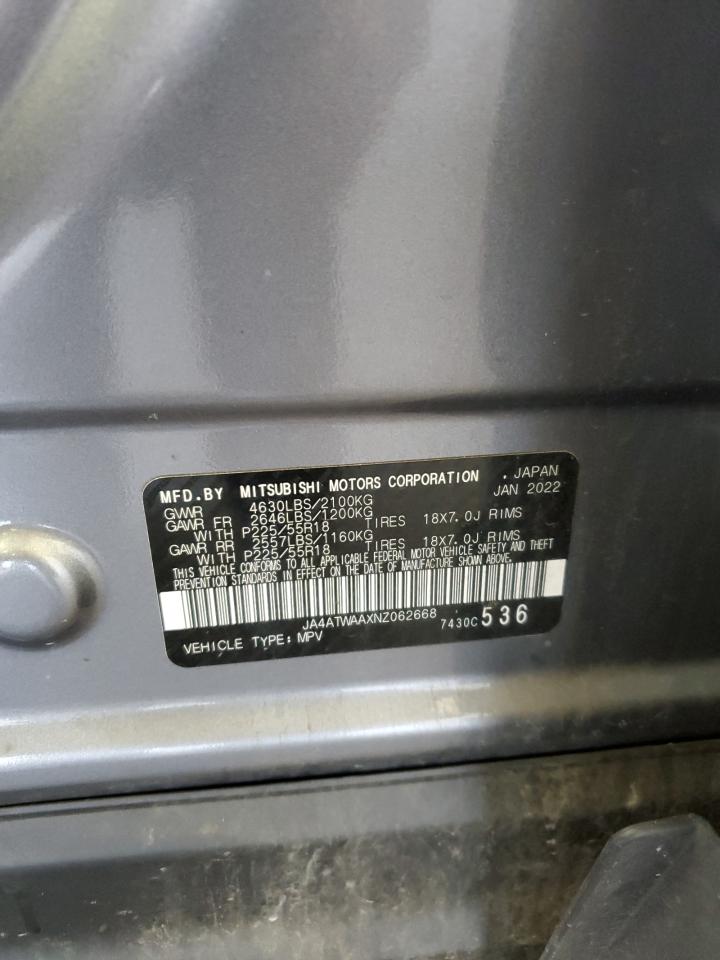 MFD.BY MITSUBISHI MOTORS CORPORATION . JAPAN
JAN 2022
GVWR 4630LBS/2100KG
GAWR FR 2646LBS/1200KG
WITH P225/55R18 TIRES 18X7.0J RIMS
GAWR RR 2557LBS/1160KG
WITH P225/55R18 TIRES 18X7.0J RIMS
THIS VEHICLE CONFORMS TO ALL APPLICABLE FEDERAL MOTOR VEHICLE SAFETY AND THEFT
PREVENTION STANDARDS IN EFFECT ON THE DATE OF MANUFACTURE SHOWN ABOVE.
JA4ATWAAXNZ062668
VEHICLE TYPE:MPV 7430C 536